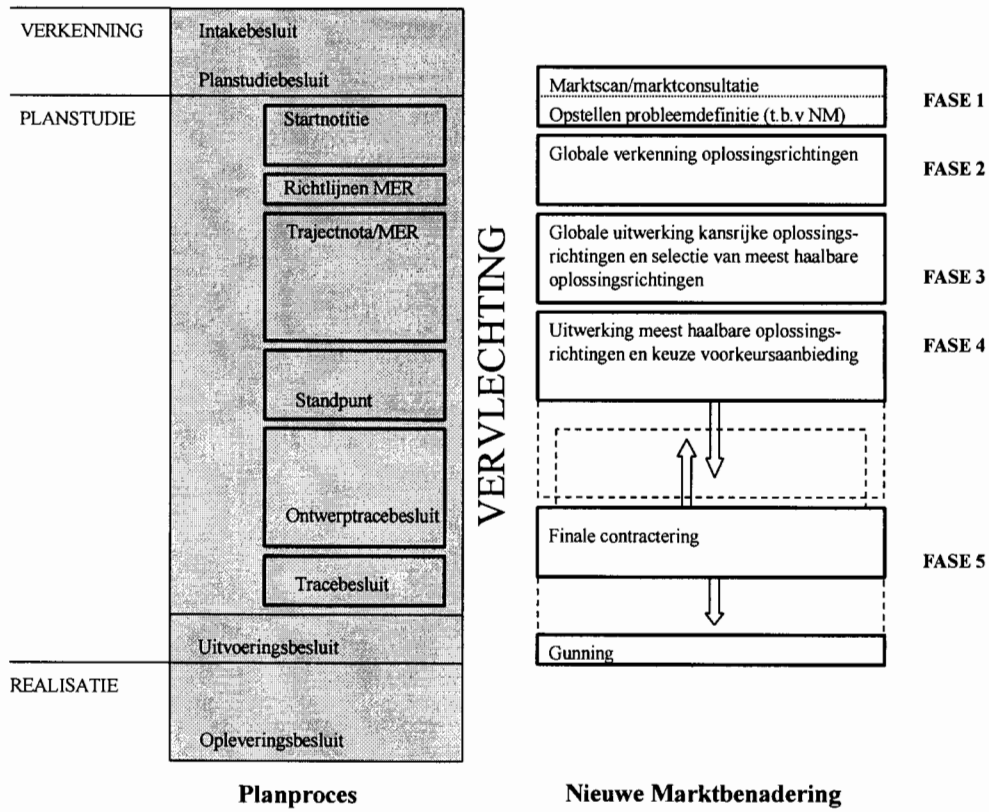 VERKENNING
Intakebesluit
Planstudiebesluit
PLANSTUDIE
Startnotitie
Richtlijnen MER
Trajectnota/MER
Standpunt
Ontwerptracebesluit
Tracebesluit
Uitvoeringsbesluit
REALISATIE
Opleveringsbesluit
Planproces
VERVLECHTING
Marktscan/marktconsultatie
Opstellen probleemdefinitie (t.b.v NM)
FASE 1
Globale verkenning oplossingsrichtingen
FASE 2
Globale uitwerking kansrijke oplossings-
richtingen en selectie van meest haalbare
oplossingsrichtingen
FASE 3
Uitwerking meest haalbare oplossings-
richtingen en keuze voorkeursaanbieding
FASE 4
Finale contractering
FASE 5
Gunning
Nieuwe Marktbenadering